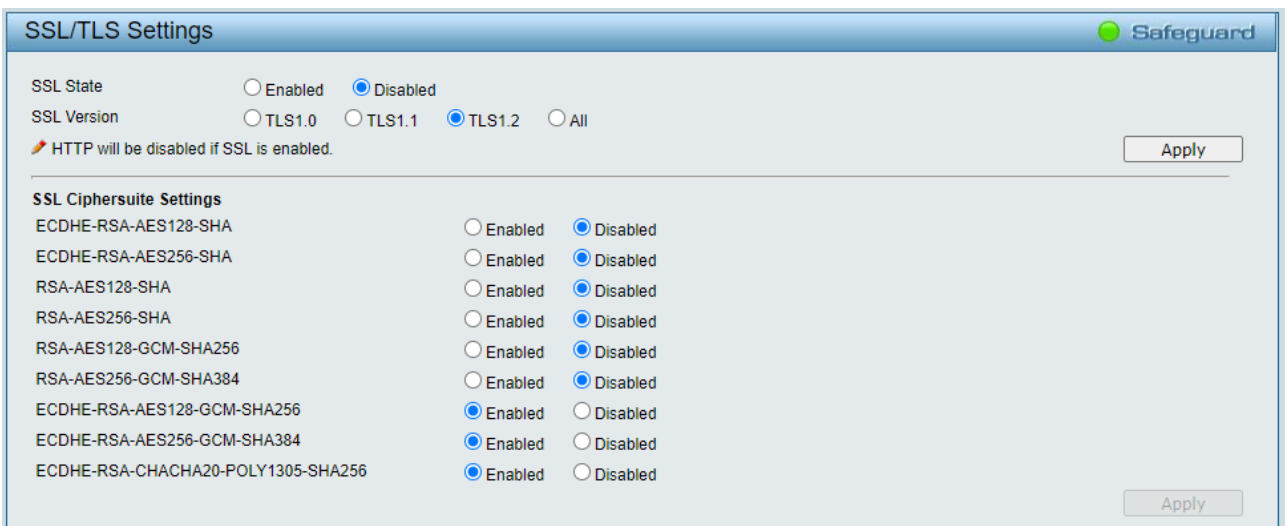 SSL/TLS Settings Safeguard
SSL State Enabled Disabled
SSL Version TLS1.0 TLS1.1 TLS1.2 All
HTTP will be disabled if SSL is enabled. Apply
SSL Ciphersuite Settings
ECDHE-RSA-AES128-SHA Enabled Disabled
ECDHE-RSA-AES256-SHA Enabled Disabled
RSA-AES128-SHA Enabled Disabled
RSA-AES256-SHA Enabled Disabled
RSA-AES128-GCM-SHA256 Enabled Disabled
RSA-AES256-GCM-SHA384 Enabled Disabled
ECDHE-RSA-AES128-GCM-SHA256 Enabled Disabled
ECDHE-RSA-AES256-GCM-SHA384 Enabled Disabled
ECDHE-RSA-CHACHA20-POLY1305-SHA256 Enabled Disabled
Apply